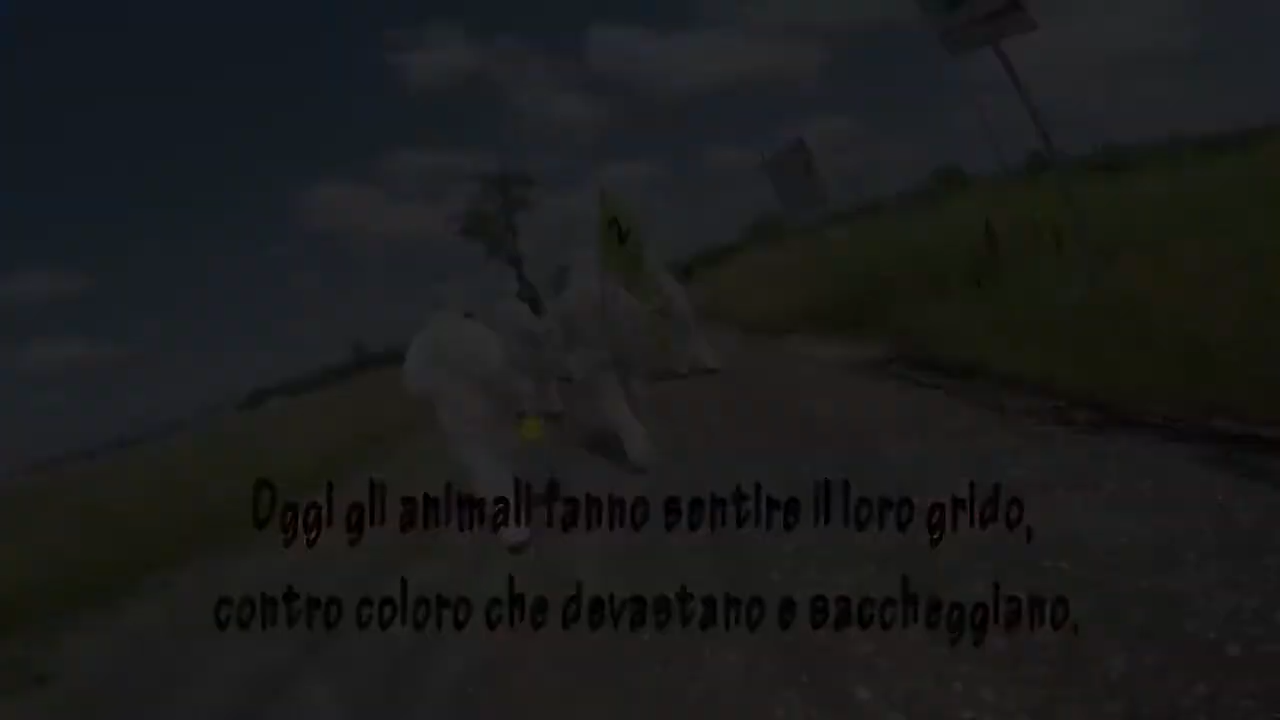 Oggi gli animali fanno sentire il loro grido,
contro coloro che devastano e saccheggiano.